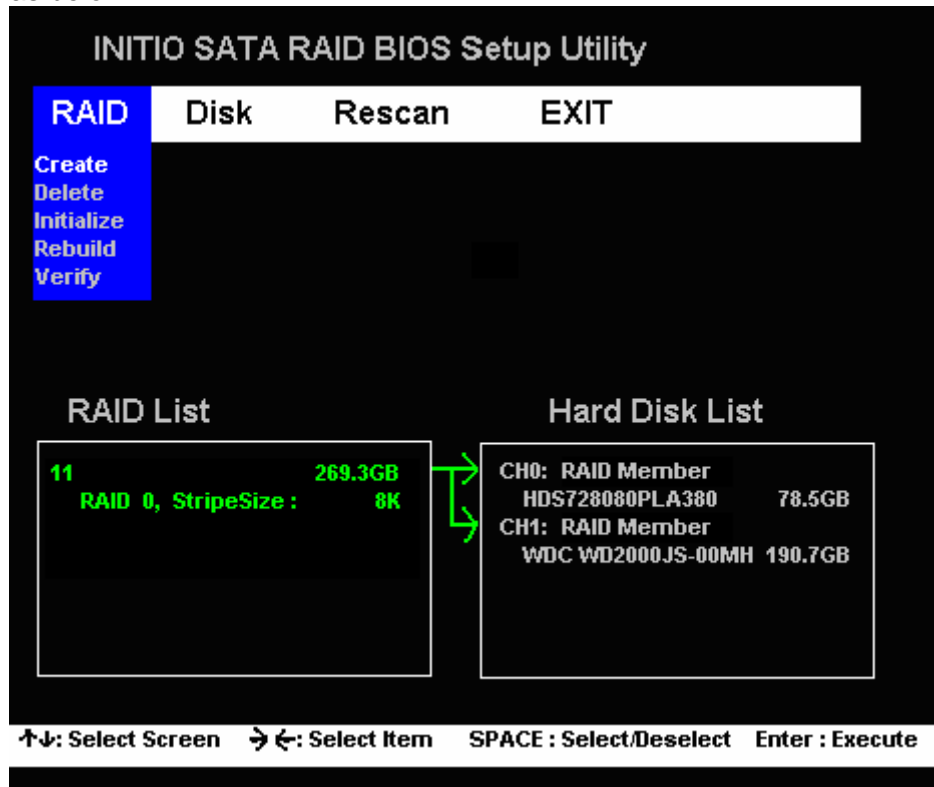 INITIO SATA RAID BIOS Setup Utility
RAID Disk Rescan EXIT
Create
Delete
Initialize
Rebuild
Verify
RAID List
11 269.3GB
RAID 0, StripeSize : 8K
Hard Disk List
CH0: RAID Member
HDS728080PLA380 78.5GB
CH1: RAID Member
WDC WD2000JS-00MH 190.7GB
↑↓: Select Screen →←: Select Item SPACE : Select/Deselect Enter : Execute